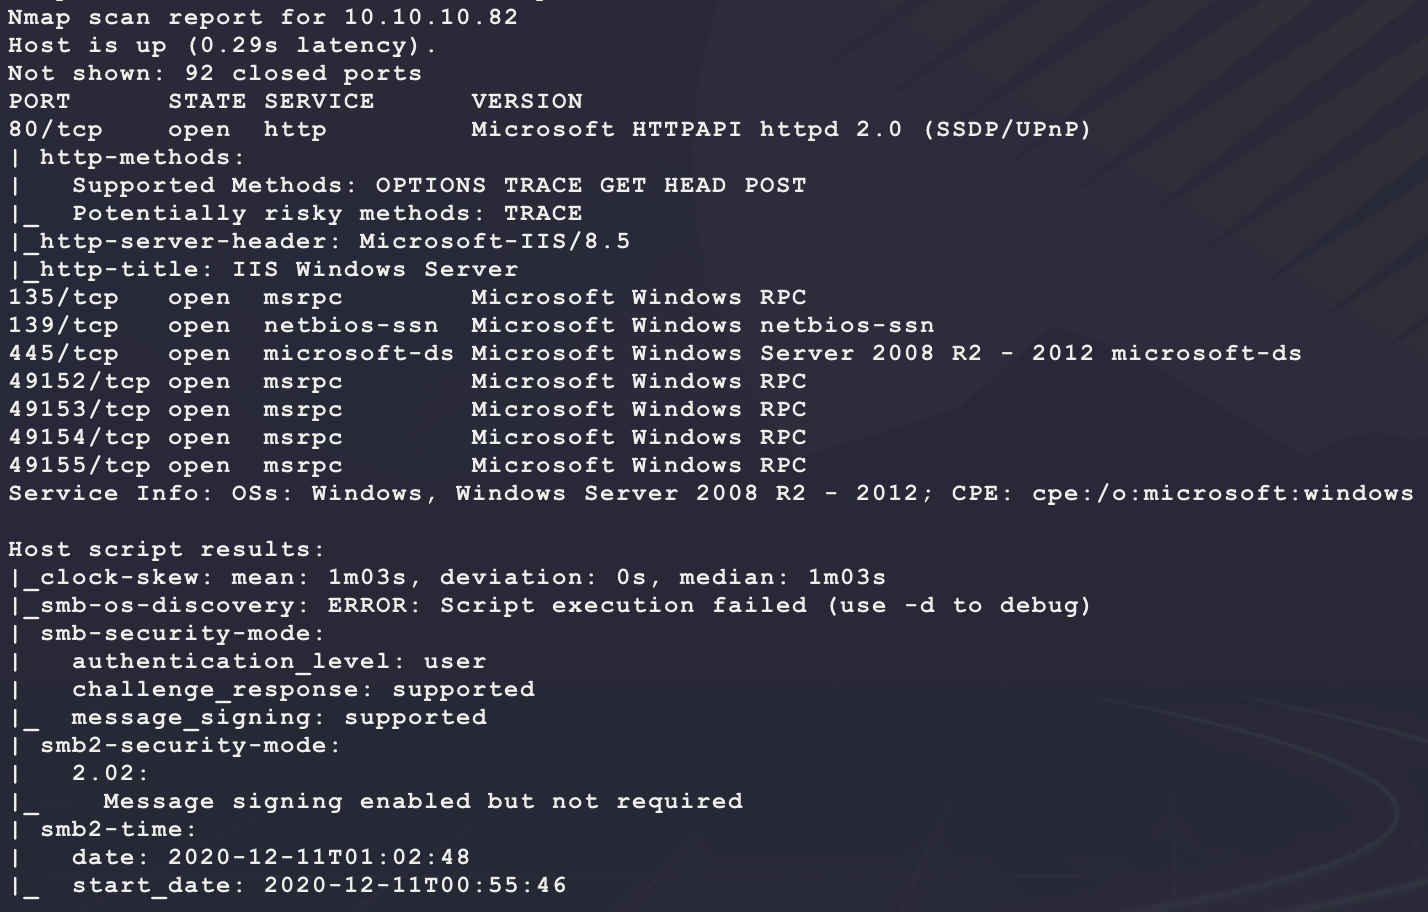 Nmap scan report for 10.10.10.82
Host is up (0.29s latency).
Not shown: 92 closed ports
PORT      STATE SERVICE      VERSION
80/tcp    open  http         Microsoft HTTPAPI httpd 2.0 (SSDP/UPnP)
| http-methods:
|   Supported Methods: OPTIONS TRACE GET HEAD POST
|_  Potentially risky methods: TRACE
|_http-server-header: Microsoft-IIS/8.5
|_http-title: IIS Windows Server
135/tcp   open  msrpc        Microsoft Windows RPC
139/tcp   open  netbios-ssn  Microsoft Windows netbios-ssn
445/tcp   open  microsoft-ds Microsoft Windows Server 2008 R2 - 2012 microsoft-ds
49152/tcp open  msrpc        Microsoft Windows RPC
49153/tcp open  msrpc        Microsoft Windows RPC
49154/tcp open  msrpc        Microsoft Windows RPC
49155/tcp open  msrpc        Microsoft Windows RPC
Service Info: OSs: Windows, Windows Server 2008 R2 - 2012; CPE: cpe:/o:microsoft:windows

Host script results:
|_clock-skew: mean: 1m03s, deviation: 0s, median: 1m03s
|_smb-os-discovery: ERROR: Script execution failed (use -d to debug)
| smb-security-mode:
|   authentication_level: user
|   challenge_response: supported
|_  message_signing: supported
| smb2-security-mode:
|   2.02:
|_    Message signing enabled but not required
| smb2-time:
|   date: 2020-12-11T01:02:48
|_  start_date: 2020-12-11T00:55:46